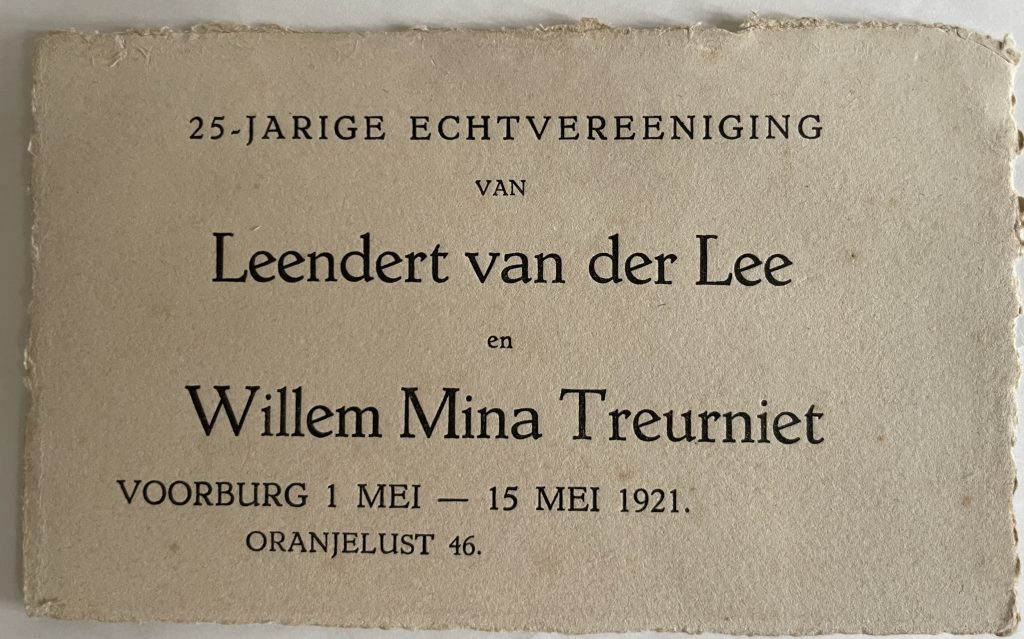 25-JARIGE ECHTVEREENIGING
VAN
Leendert van der Lee
en
Willem Mina Treurniet
VOORBURG 1 MEI — 15 MEI 1921.
ORANJELUST 46.